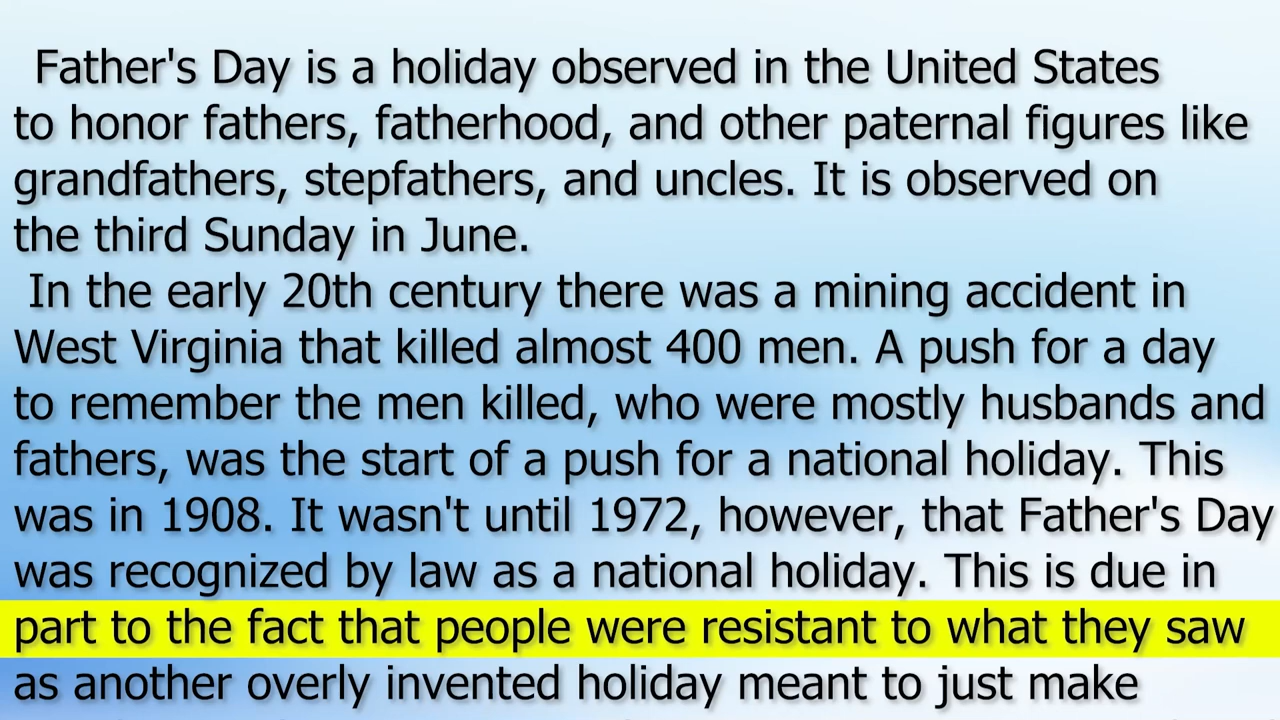 Father's Day is a holiday observed in the United States
to honor fathers, fatherhood, and other paternal figures like
grandfathers, stepfathers, and uncles. It is observed on
the third Sunday in June.
In the early 20th century there was a mining accident in
West Virginia that killed almost 400 men. A push for a day
to remember the men killed, who were mostly husbands and
fathers, was the start of a push for a national holiday. This
was in 1908. It wasn't until 1972, however, that Father's Day
was recognized by law as a national holiday. This is due in
part to the fact that people were resistant to what they saw
as another overly invented holiday meant to just make